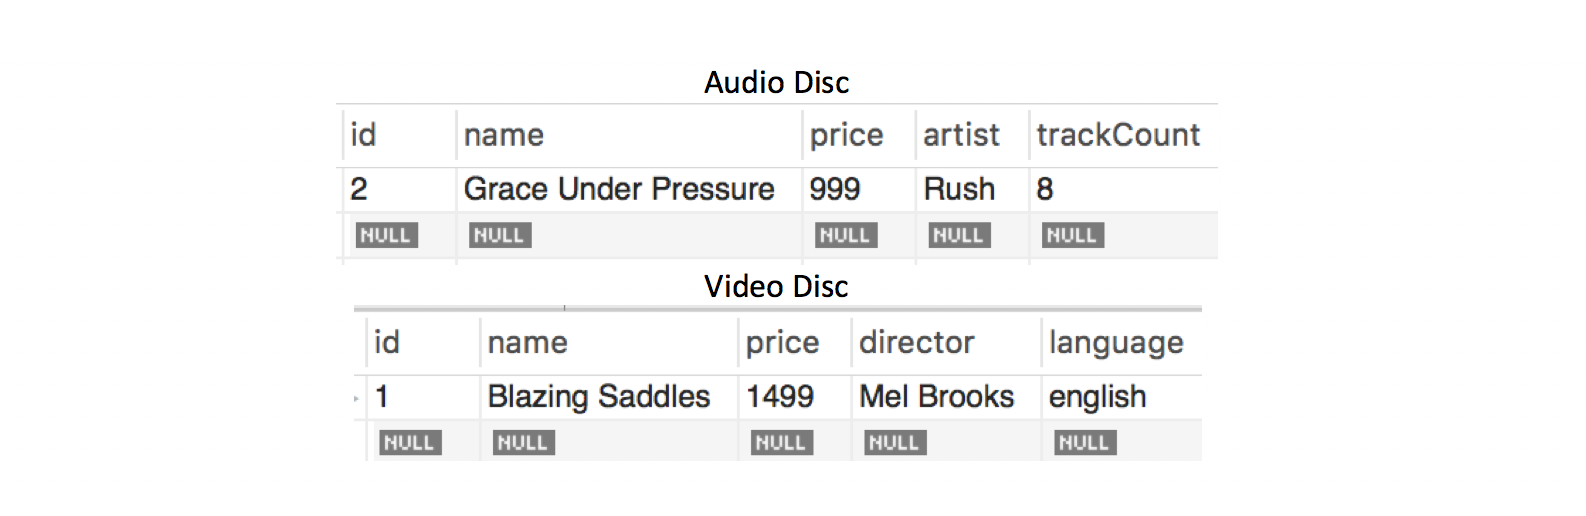 Audio Disc
id name price artist trackCount
2 Grace Under Pressure 999 Rush 8
NULL NULL NULL NULL NULL
Video Disc
id name price director language
1 Blazing Saddles 1499 Mel Brooks english
NULL NULL NULL NULL NULL